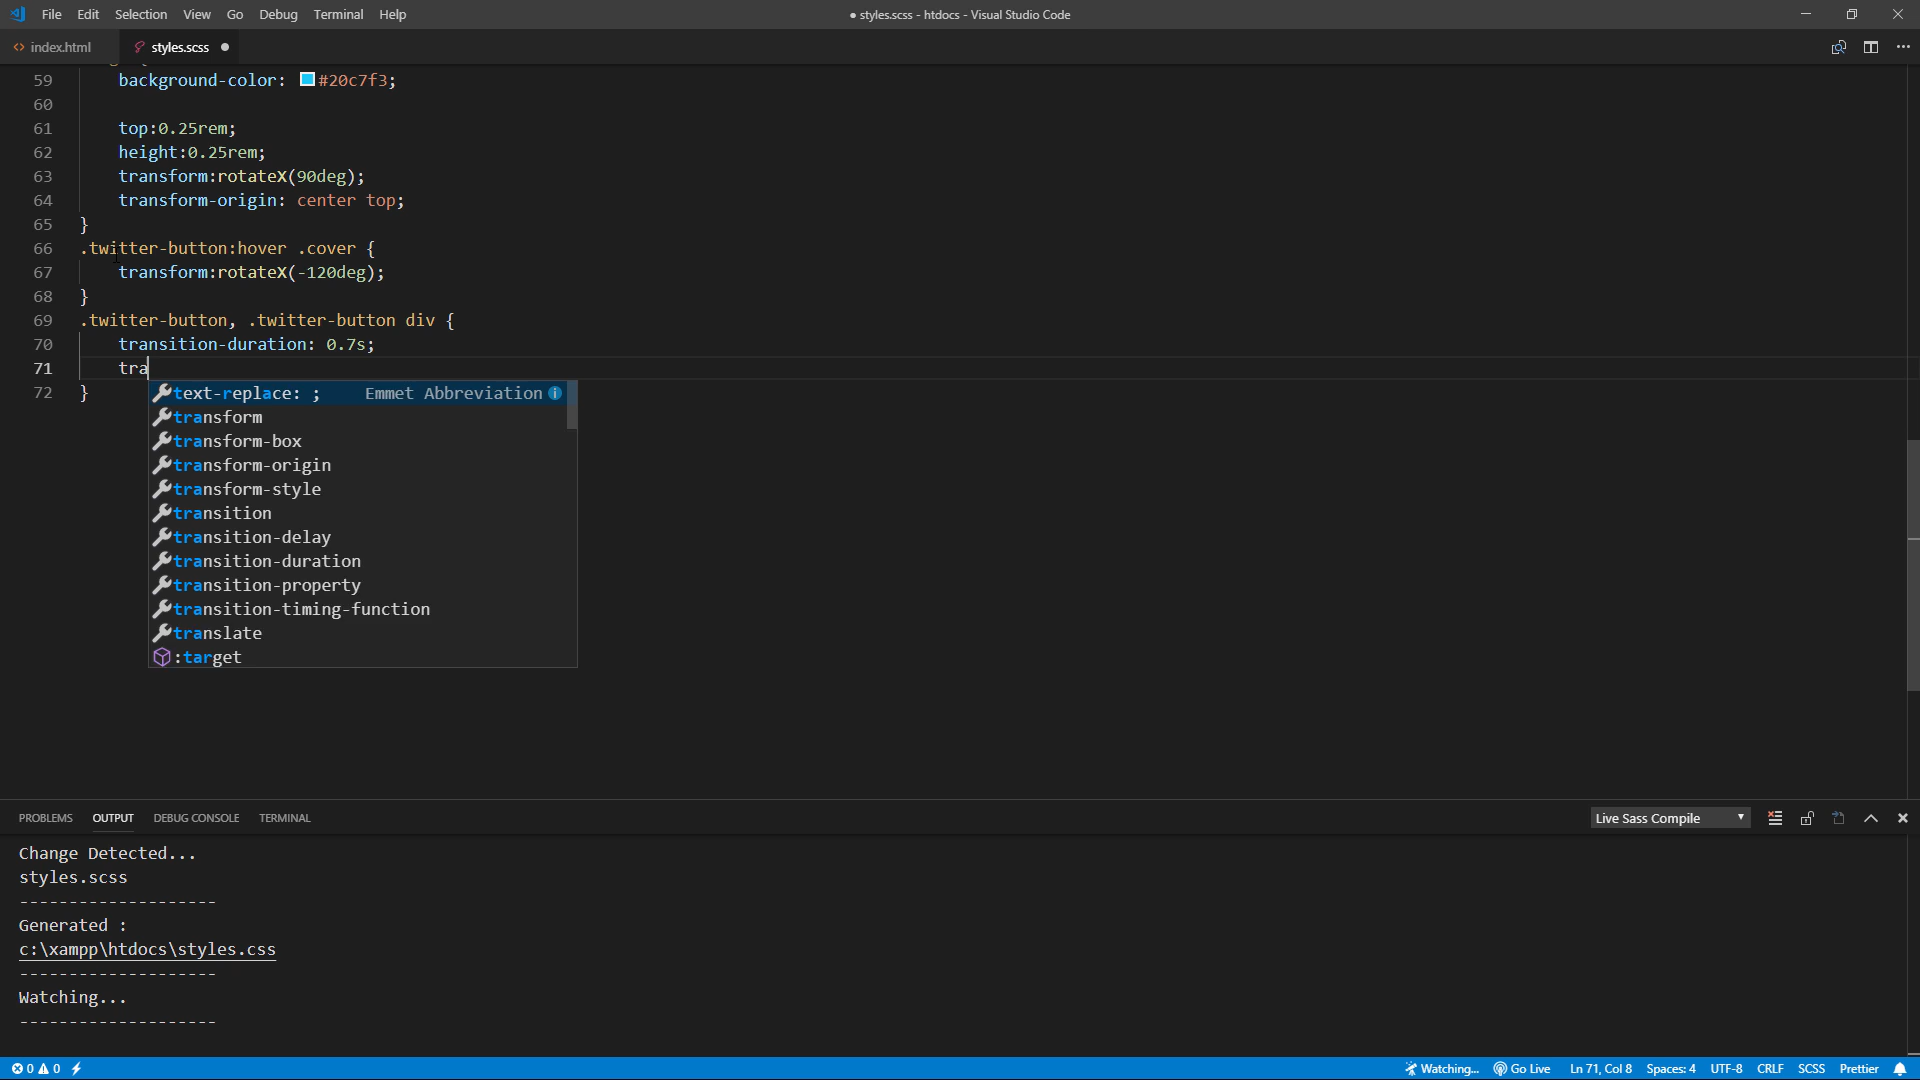 File Edit Selection View Go Debug Terminal Help
● styles.scss - htdocs - Visual Studio Code
index.html
styles.scss
59 background-color: #20c7f3;
60
61 top:0.25rem;
62 height:0.25rem;
63 transform:rotateX(90deg);
64 transform-origin: center top;
65 }
66 .twitter-button:hover .cover {
67 transform:rotateX(-120deg);
68 }
69 .twitter-button, .twitter-button div {
70 transition-duration: 0.7s;
71 tra
72 }
text-replace: ; Emmet Abbreviation
transform
transform-box
transform-origin
transform-style
transition
transition-delay
transition-duration
transition-property
transition-timing-function
translate
:target
PROBLEMS OUTPUT DEBUG CONSOLE TERMINAL
Live Sass Compile
Change Detected...
styles.scss
--------------------
Generated :
c:\xampp\htdocs\styles.css
--------------------
Watching...
--------------------
0 0 Watching... Go Live Ln 71, Col 8 Spaces: 4 UTF-8 CRLF SCSS Prettier